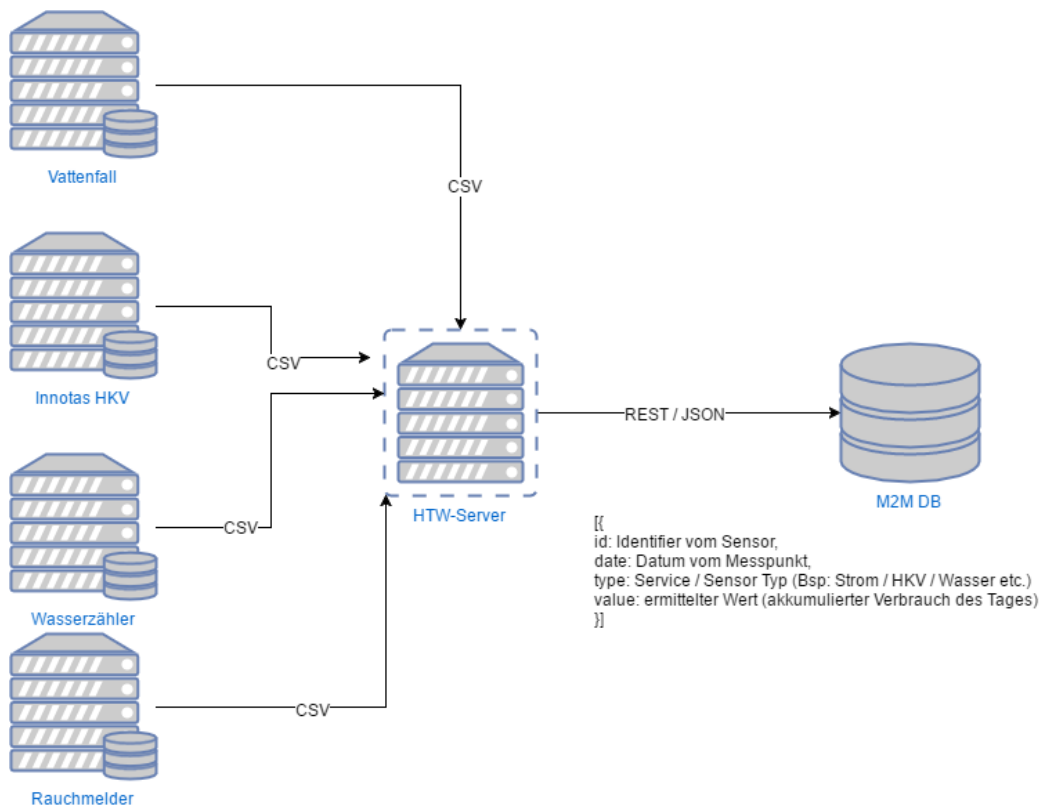 Vattenfall
CSV
Innotas HKV
CSV
Wasserzähler
CSV
Rauchmelder
CSV
HTW-Server
REST / JSON
M2M DB
[{
id: Identifier vom Sensor,
date: Datum vom Messpunkt,
type: Service / Sensor Typ (Bsp: Strom / HKV / Wasser etc.)
value: ermittelter Wert (akkumulierter Verbrauch des Tages)
}]